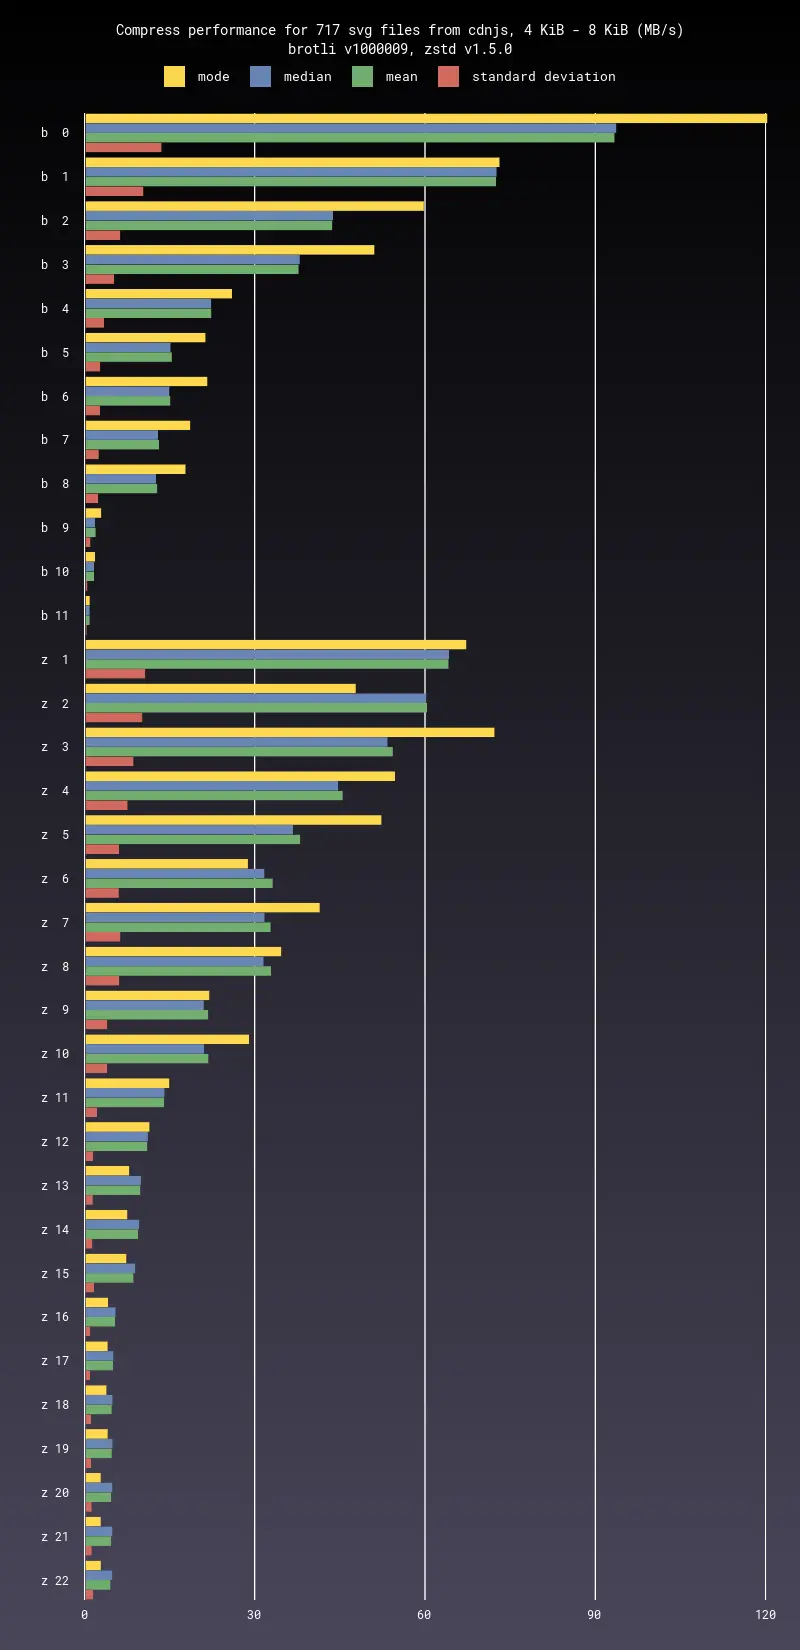 Compress performance for 717 svg files from cdnjs, 4 KiB - 8 KiB (MB/s)
brotli v1000009, zstd v1.5.0
mode median mean standard deviation
b 0
b 1
b 2
b 3
b 4
b 5
b 6
b 7
b 8
b 9
b 10
b 11
z 1
z 2
z 3
z 4
z 5
z 6
z 7
z 8
z 9
z 10
z 11
z 12
z 13
z 14
z 15
z 16
z 17
z 18
z 19
z 20
z 21
z 22
0 30 60 90 120